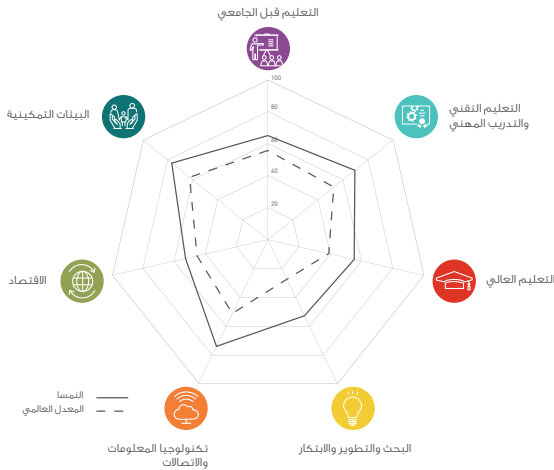 التعليم قبل الجامعي
التعليم التقني
والتدريب المهني
التعليم العالي
البحث والتطوير والابتكار
تكنولوجيا المعلومات
والاتصالات
الاقتصاد
البيئات التمكينية
100
80
60
40
20
النمسا
المعدل العالمي